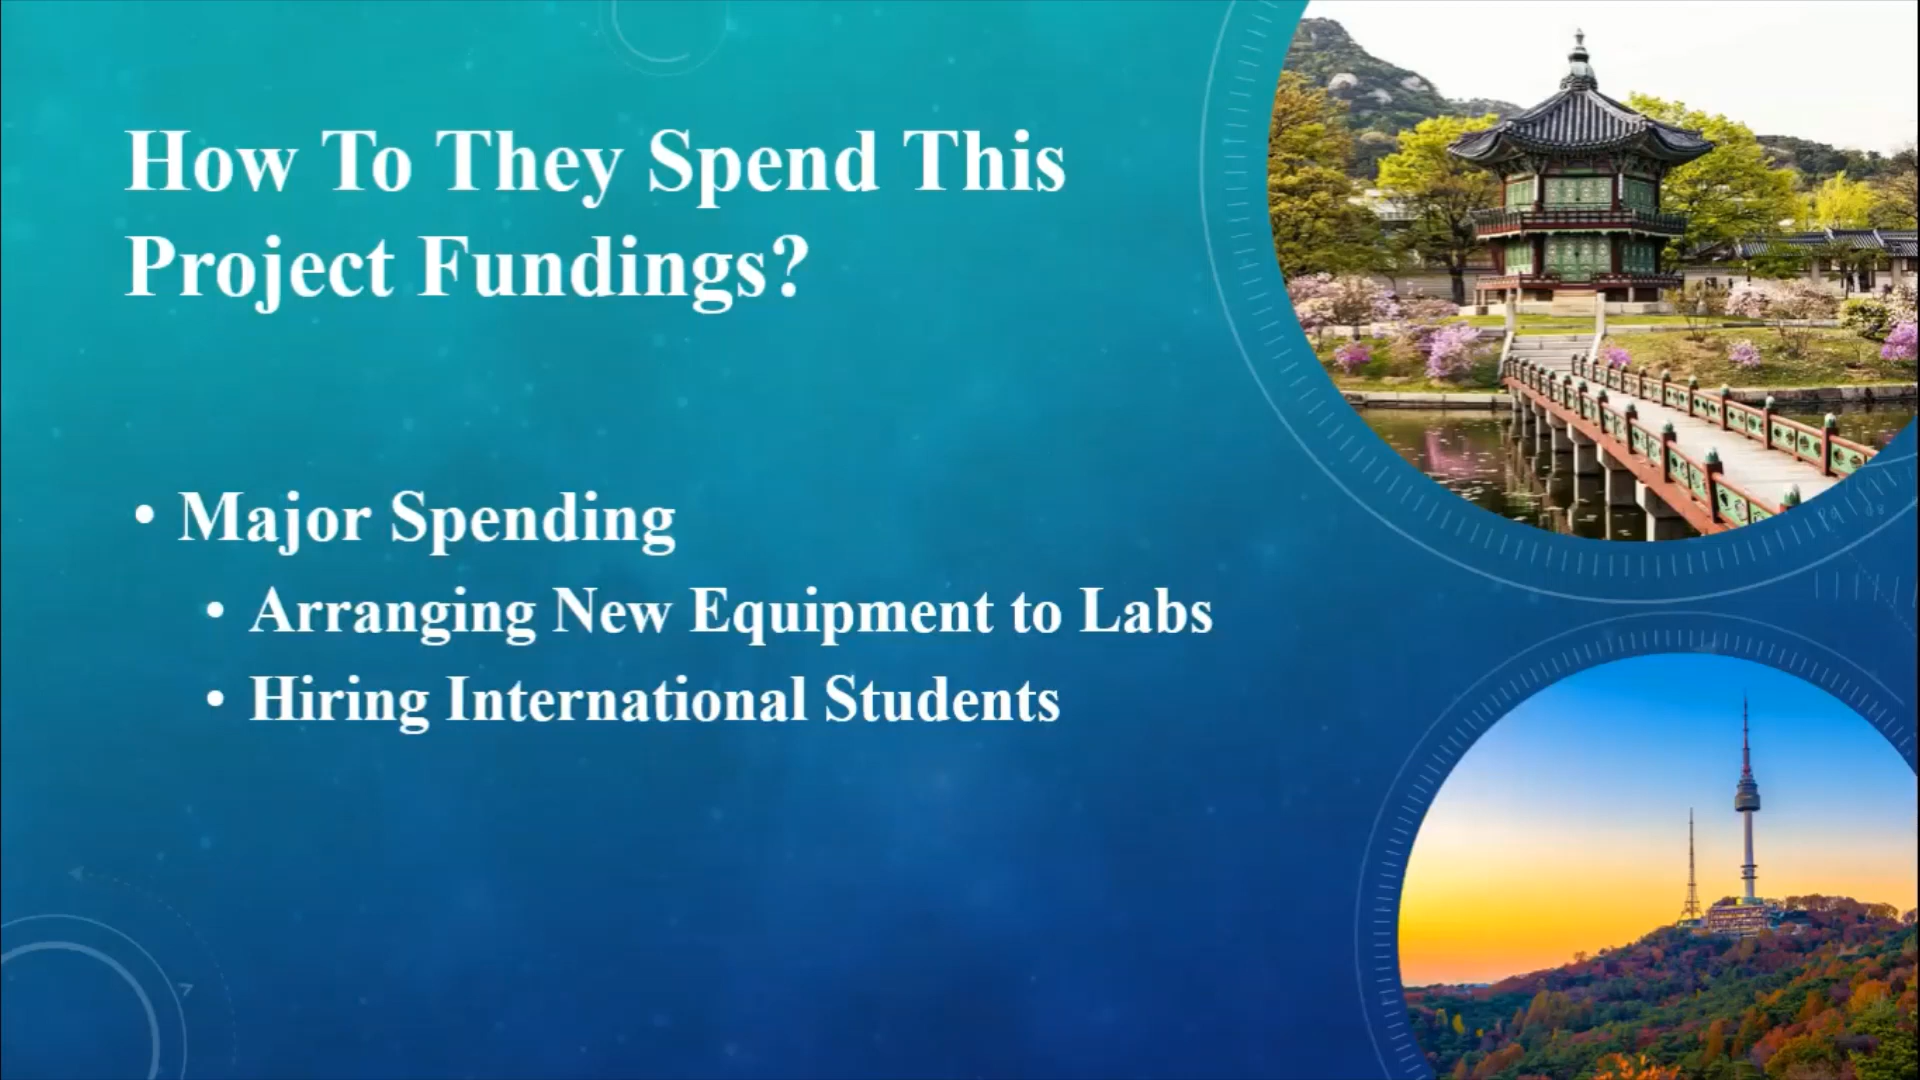 How To They Spend This
Project Fundings?
• Major Spending
• Arranging New Equipment to Labs
• Hiring International Students